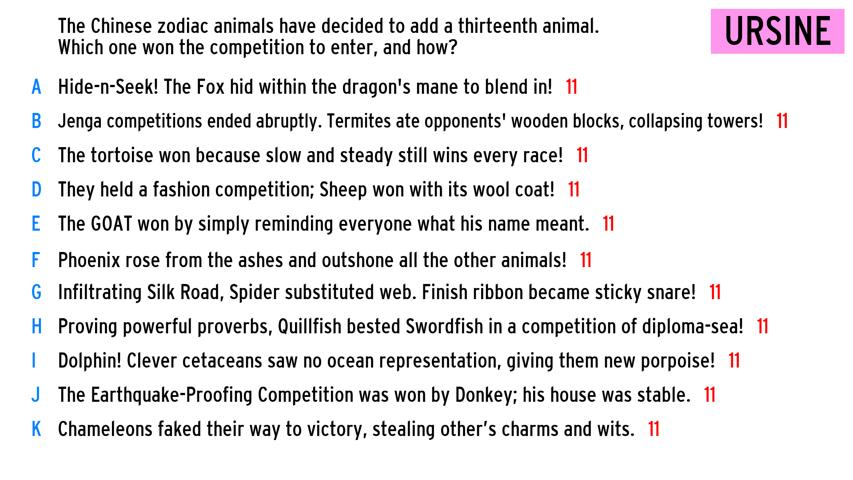 The Chinese zodiac animals have decided to add a thirteenth animal.
Which one won the competition to enter, and how?
URSINE
A Hide-n-Seek! The Fox hid within the dragon's mane to blend in! 11
B Jenga competitions ended abruptly. Termites ate opponents' wooden blocks, collapsing towers! 11
C The tortoise won because slow and steady still wins every race! 11
D They held a fashion competition; Sheep won with its wool coat! 11
E The GOAT won by simply reminding everyone what his name meant. 11
F Phoenix rose from the ashes and outshone all the other animals! 11
G Infiltrating Silk Road, Spider substituted web. Finish ribbon became sticky snare! 11
H Proving powerful proverbs, Quillfish bested Swordfish in a competition of diploma-sea! 11
I Dolphin! Clever cetaceans saw no ocean representation, giving them new porpoise! 11
J The Earthquake-Proofing Competition was won by Donkey; his house was stable. 11
K Chameleons faked their way to victory, stealing other’s charms and wits. 11